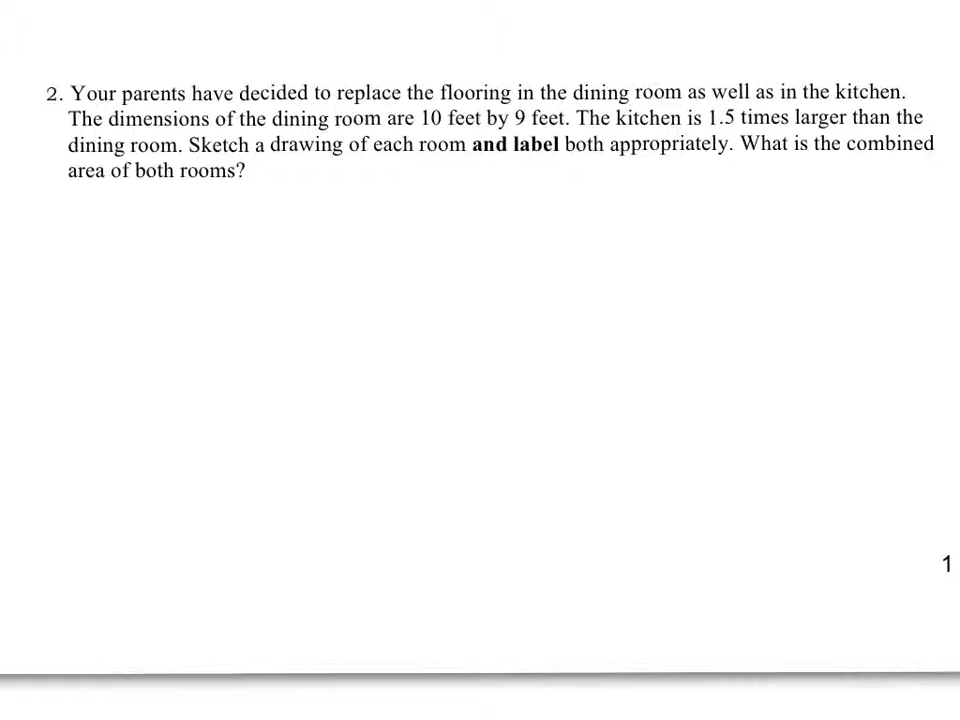 2. Your parents have decided to replace the flooring in the dining room as well as in the kitchen.
The dimensions of the dining room are 10 feet by 9 feet. The kitchen is 1.5 times larger than the
dining room. Sketch a drawing of each room and label both appropriately. What is the combined
area of both rooms?
1